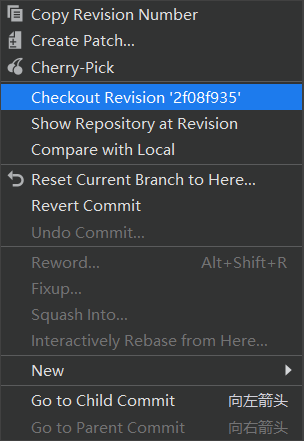 Copy Revision Number
Create Patch...
Cherry-Pick
Checkout Revision '2f08f935'
Show Repository at Revision
Compare with Local
Reset Current Branch to Here...
Revert Commit
Undo Commit...
Reword... Alt+Shift+R
Fixup...
Squash Into...
Interactively Rebase from Here...
New
Go to Child Commit 向左箭头
Go to Parent Commit 向右箭头